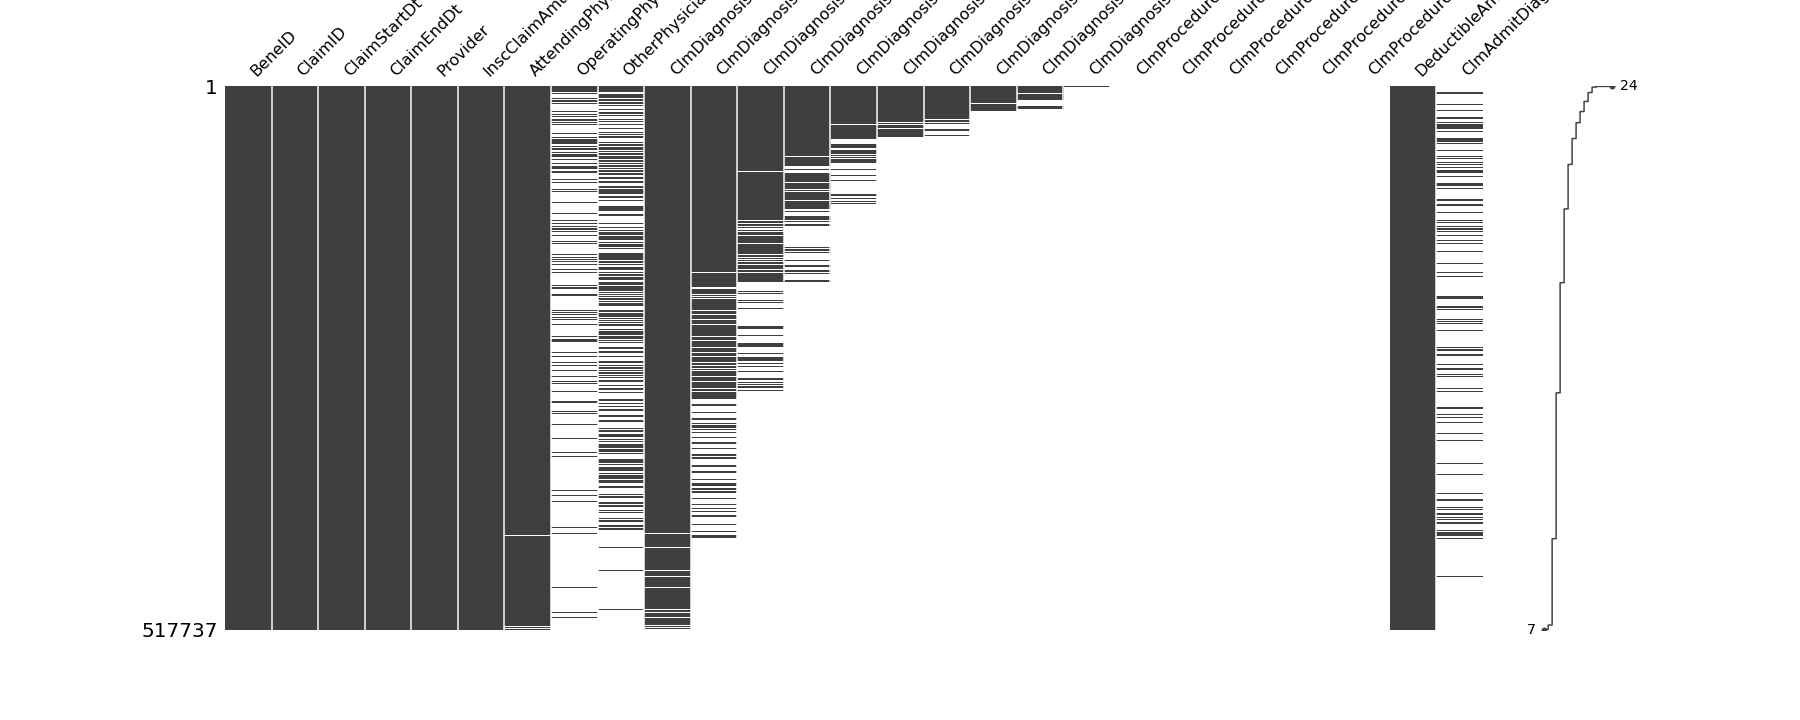 BeneID
ClaimID
ClaimStartDt
ClaimEndDt
Provider
InscClaimAm
AttendingPhy
OperatingPhy
OtherPhysicia
ClmDiagnosis
ClmDiagnosis
ClmDiagnosis
ClmDiagnosis
ClmDiagnosis
ClmDiagnosis
ClmDiagnosis
ClmDiagnosis
ClmDiagnosis
ClmDiagnosis
ClmProcedure
ClmProcedure
ClmProcedure
ClmProcedure
ClmProcedure
ClmProcedure
DeductibleAm
ClmAdmitDiag
1
24
517737
7